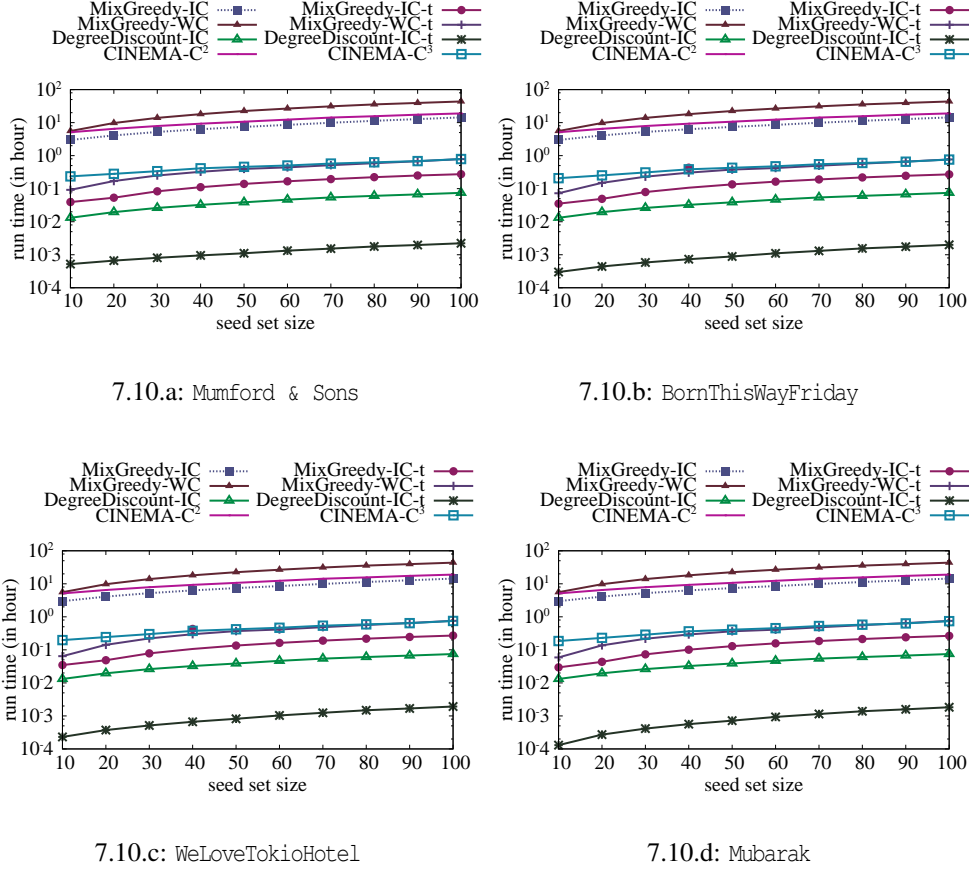 MixGreedy-IC MixGreedy-IC-t
MixGreedy-WC MixGreedy-WC-t
DegreeDiscount-IC DegreeDiscount-IC-t
CINEMA-C² CINEMA-C³
run time (in hour)
10²
10¹
10⁰
10⁻¹
10⁻²
10⁻³
10⁻⁴
10 20 30 40 50 60 70 80 90 100
seed set size
7.10.a: Mumford & Sons
MixGreedy-IC MixGreedy-IC-t
MixGreedy-WC MixGreedy-WC-t
DegreeDiscount-IC DegreeDiscount-IC-t
CINEMA-C² CINEMA-C³
run time (in hour)
10²
10¹
10⁰
10⁻¹
10⁻²
10⁻³
10⁻⁴
10 20 30 40 50 60 70 80 90 100
seed set size
7.10.b: BornThisWayFriday
MixGreedy-IC MixGreedy-IC-t
MixGreedy-WC MixGreedy-WC-t
DegreeDiscount-IC DegreeDiscount-IC-t
CINEMA-C² CINEMA-C³
run time (in hour)
10²
10¹
10⁰
10⁻¹
10⁻²
10⁻³
10⁻⁴
10 20 30 40 50 60 70 80 90 100
seed set size
7.10.c: WeLoveTokioHotel
MixGreedy-IC MixGreedy-IC-t
MixGreedy-WC MixGreedy-WC-t
DegreeDiscount-IC DegreeDiscount-IC-t
CINEMA-C² CINEMA-C³
run time (in hour)
10²
10¹
10⁰
10⁻¹
10⁻²
10⁻³
10⁻⁴
10 20 30 40 50 60 70 80 90 100
seed set size
7.10.d: Mubarak